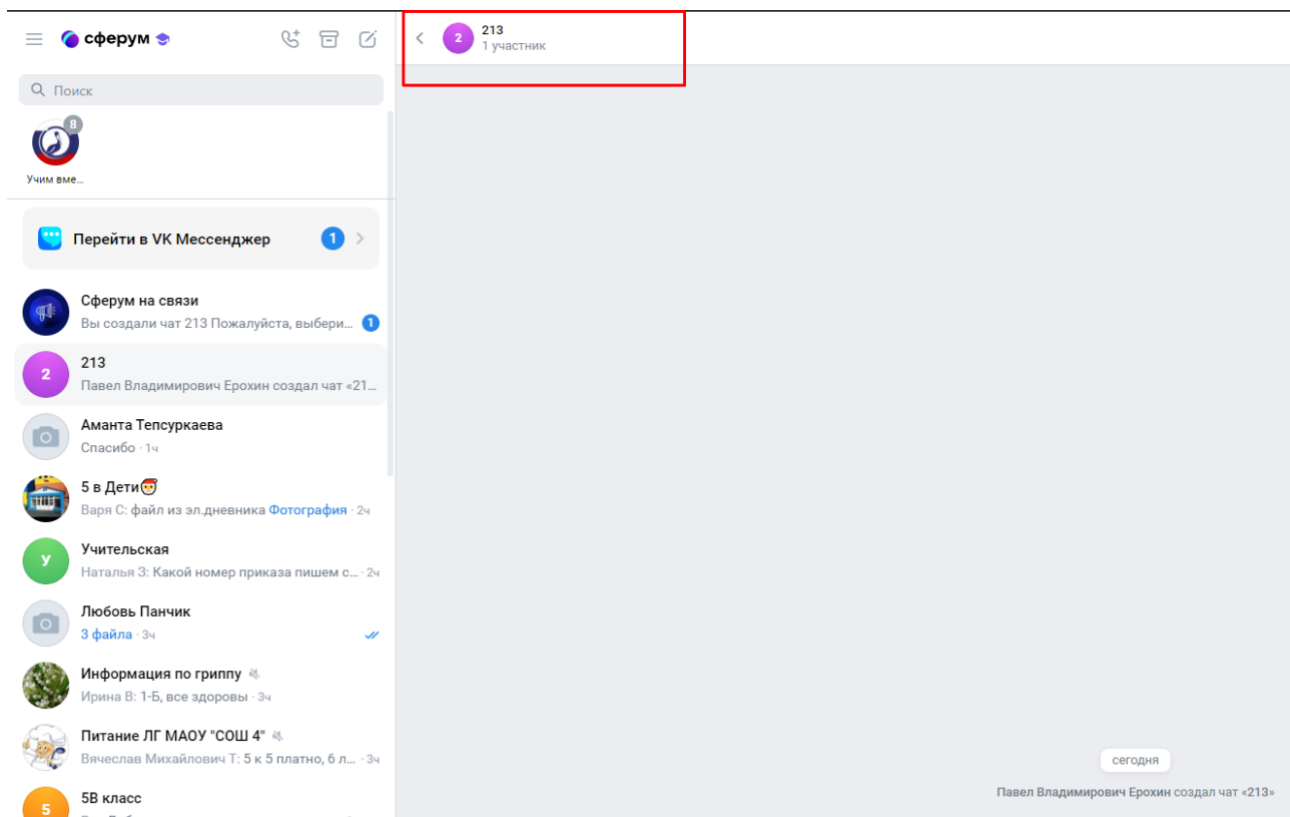 сферум
Поиск
8
Учим вме...
Перейти в VK Мессенджер
1
Сферум на связи
Вы создали чат 213 Пожалуйста, выбери...
1
2
213
Павел Владимирович Ерохин создал чат «21...
Аманта Тепсуркаева
Спасибо · 1ч
5 в Дети
Варя С: файл из эл.дневника Фотография · 2ч
У
Учительская
Наталья З: Какой номер приказа пишем с... · 2ч
Любовь Панчик
3 файла · 3ч
Информация по гриппу
Ирина В: 1-Б, все здоровы · 3ч
Питание ЛГ МАОУ "СОШ 4"
Вячеслав Михайлович Т: 5 к 5 платно, 6 л... · 3ч
5
5В класс
2
213
1 участник
сегодня
Павел Владимирович Ерохин создал чат «213»